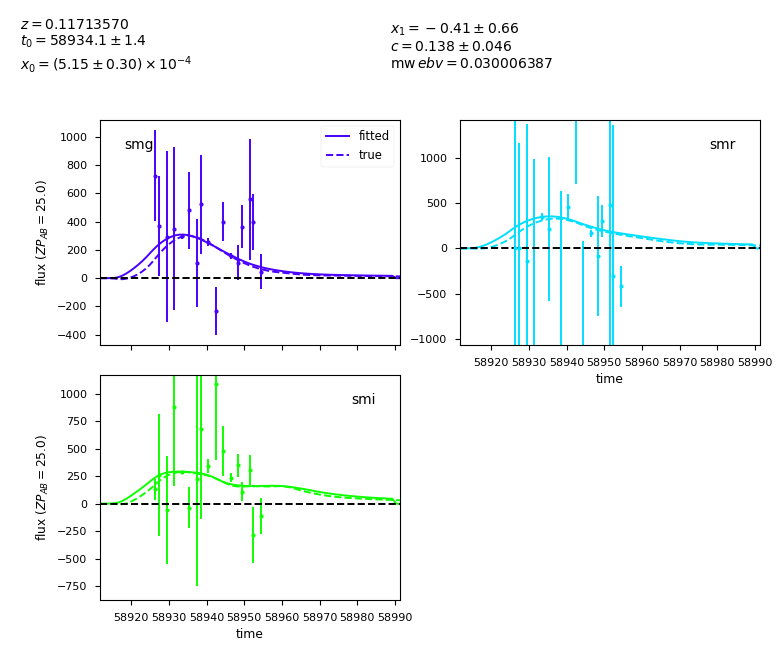 z = 0.11713570
t₀ = 58934.1 ± 1.4
x₀ = (5.15 ± 0.30) × 10⁻⁴
x₁ = −0.41 ± 0.66
c = 0.138 ± 0.046
mw ebv = 0.030006387
smg
fitted
true
1000
800
600
400
200
0
−200
−400
flux (ZP_AB = 25.0)
smr
1000
500
0
−500
−1000
58920 58930 58940 58950 58960 58970 58980 58990
time
smi
1000
750
500
250
0
−250
−500
−750
flux (ZP_AB = 25.0)
58920 58930 58940 58950 58960 58970 58980 58990
time